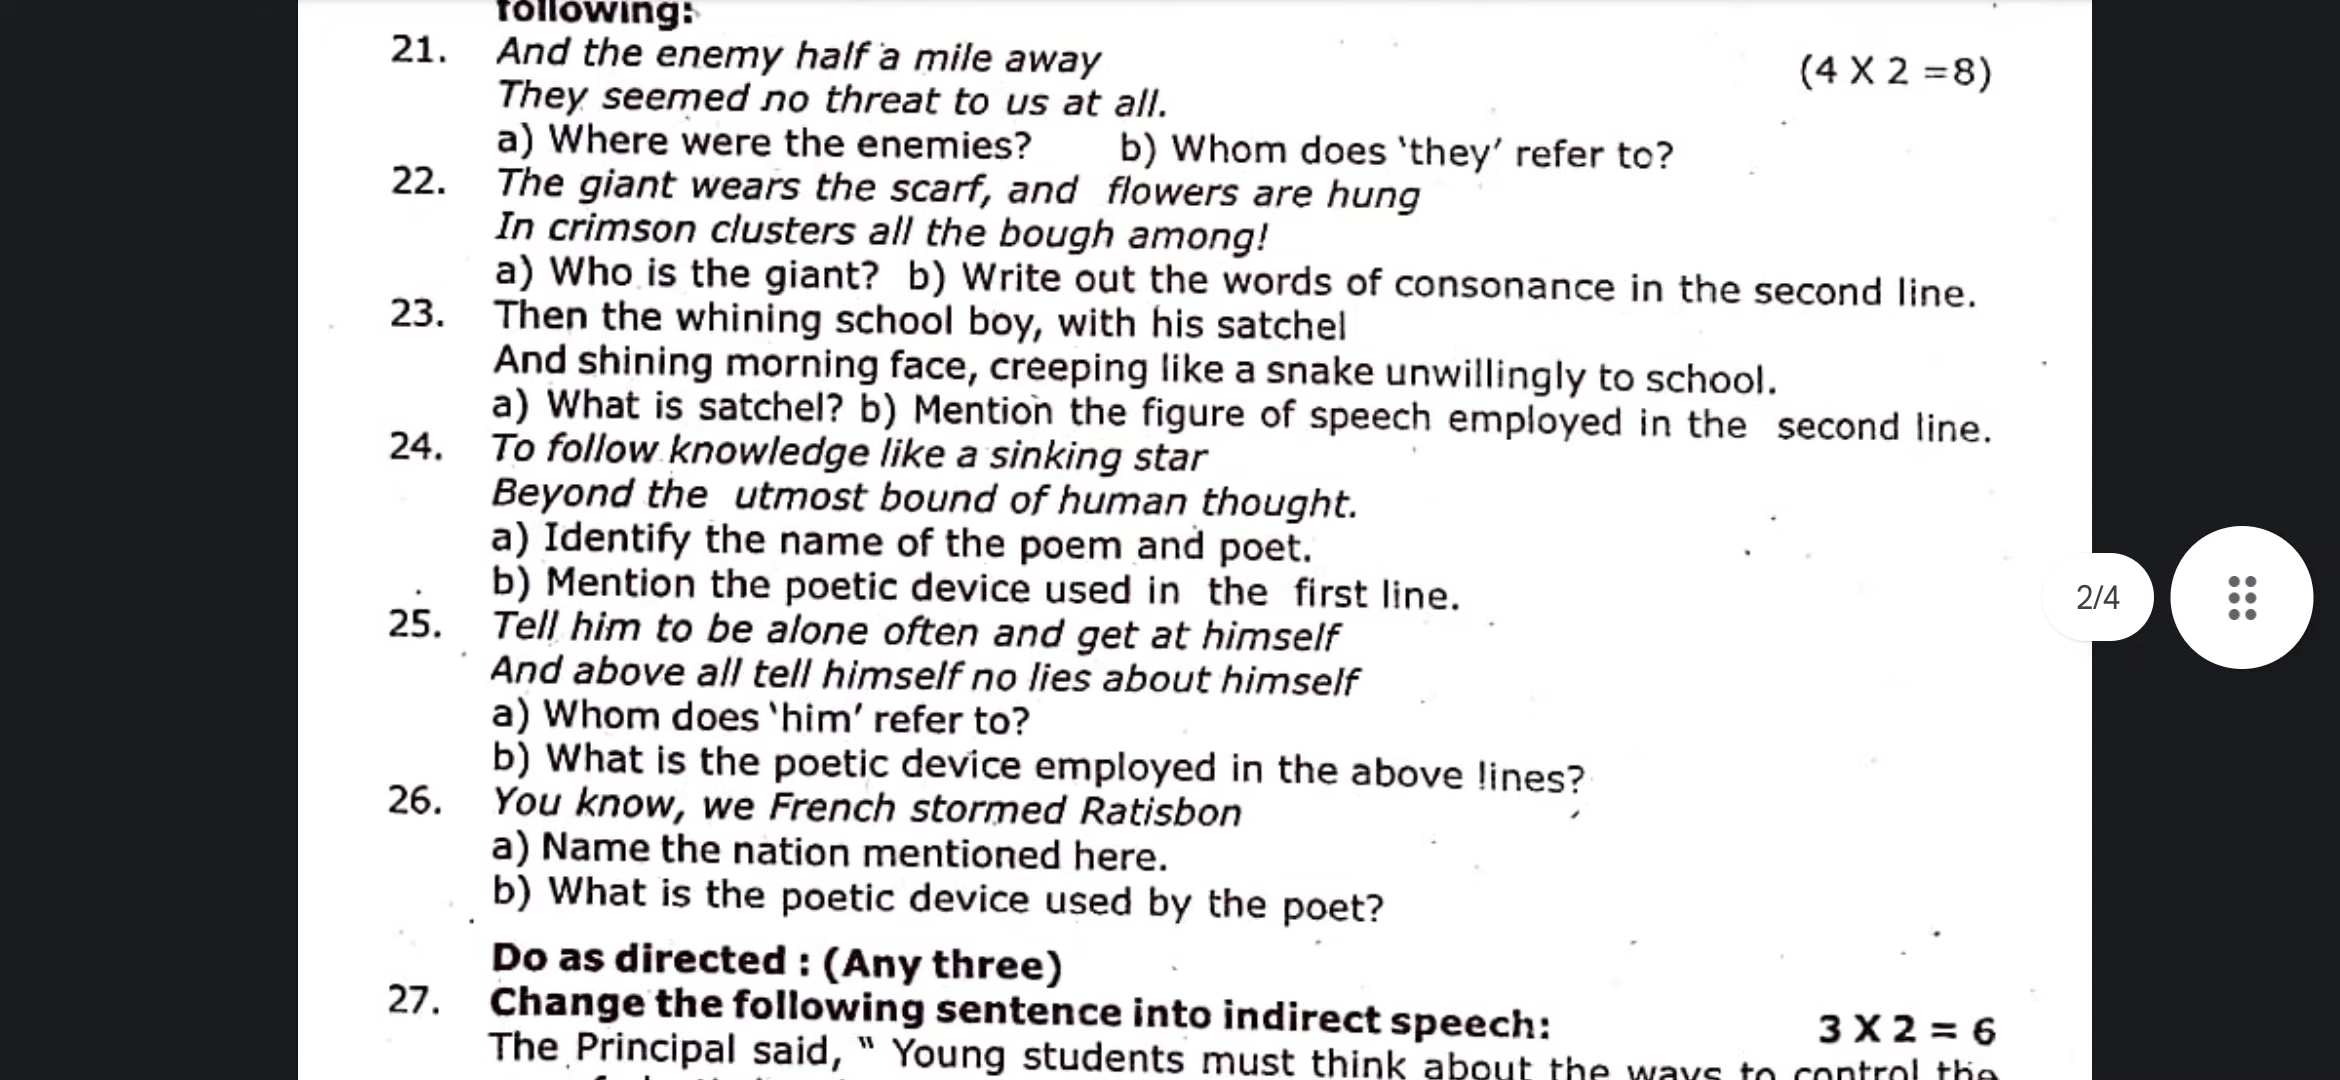 following:
21. And the enemy half a mile away
(4 X 2 =8)
They seemed no threat to us at all.
a) Where were the enemies? b) Whom does 'they' refer to?
22. The giant wears the scarf, and flowers are hung
In crimson clusters all the bough among!
a) Who is the giant? b) Write out the words of consonance in the second line.
23. Then the whining school boy, with his satchel
And shining morning face, creeping like a snake unwillingly to school.
a) What is satchel? b) Mention the figure of speech employed in the second line.
24. To follow knowledge like a sinking star
Beyond the utmost bound of human thought.
a) Identify the name of the poem and poet.
b) Mention the poetic device used in the first line.
25. Tell him to be alone often and get at himself
And above all tell himself no lies about himself
a) Whom does 'him' refer to?
b) What is the poetic device employed in the above lines?
26. You know, we French stormed Ratisbon
a) Name the nation mentioned here.
b) What is the poetic device used by the poet?
Do as directed : (Any three)
27. Change the following sentence into indirect speech:
3 X 2 = 6
The Principal said, " Young students must think about the ways to control the
2/4